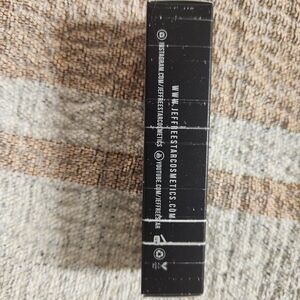 WWW.JEFFREESTARCOSMETICS.COM
INSTAGRAM.COM/JEFFREESTARCOSMETICS
YOUTUBE.COM/JEFFREESTAR